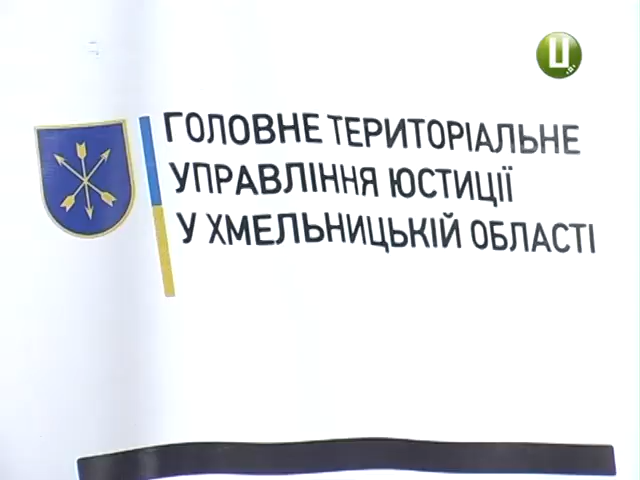 Ц
ГОЛОВНЕ ТЕРИТОРІАЛЬНЕ
УПРАВЛІННЯ ЮСТИЦІЇ
У ХМЕЛЬНИЦЬКІЙ ОБЛАСТІ